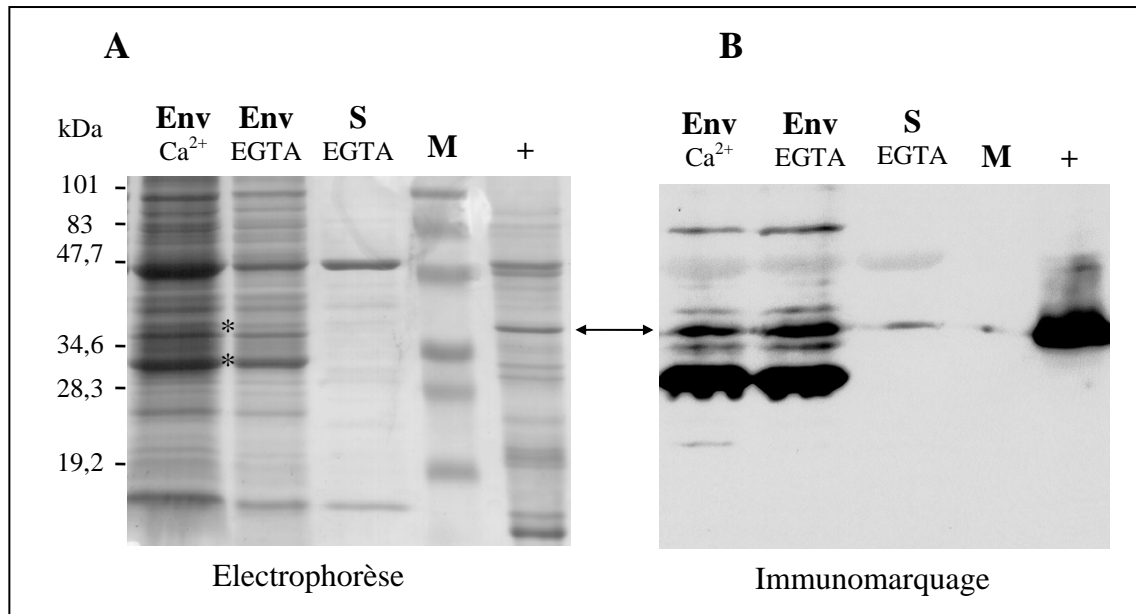 A
B
Env Env S M +
Ca²⁺ EGTA EGTA
kDa
101
83
47,7
34,6
28,3
19,2
*
*
Env Env S M +
Ca²⁺ EGTA EGTA
Electrophorèse
Immunomarquage